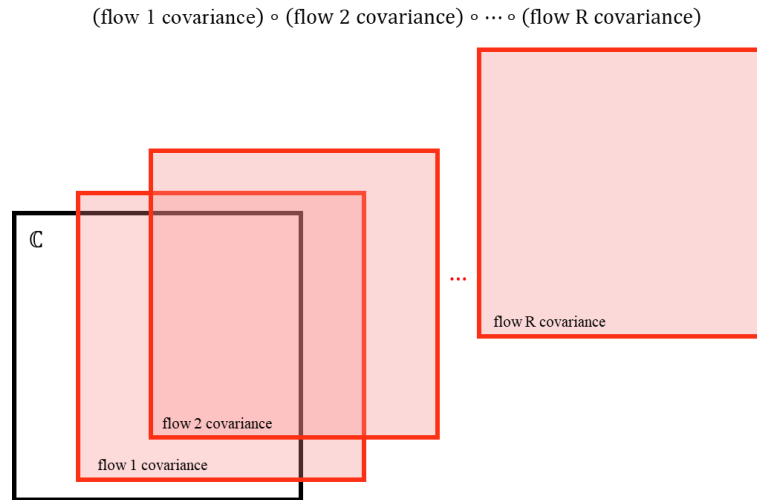 (flow 1 covariance) ∘ (flow 2 covariance) ∘ ⋯ ∘ (flow R covariance)
ℂ
...
flow R covariance
flow 2 covariance
flow 1 covariance